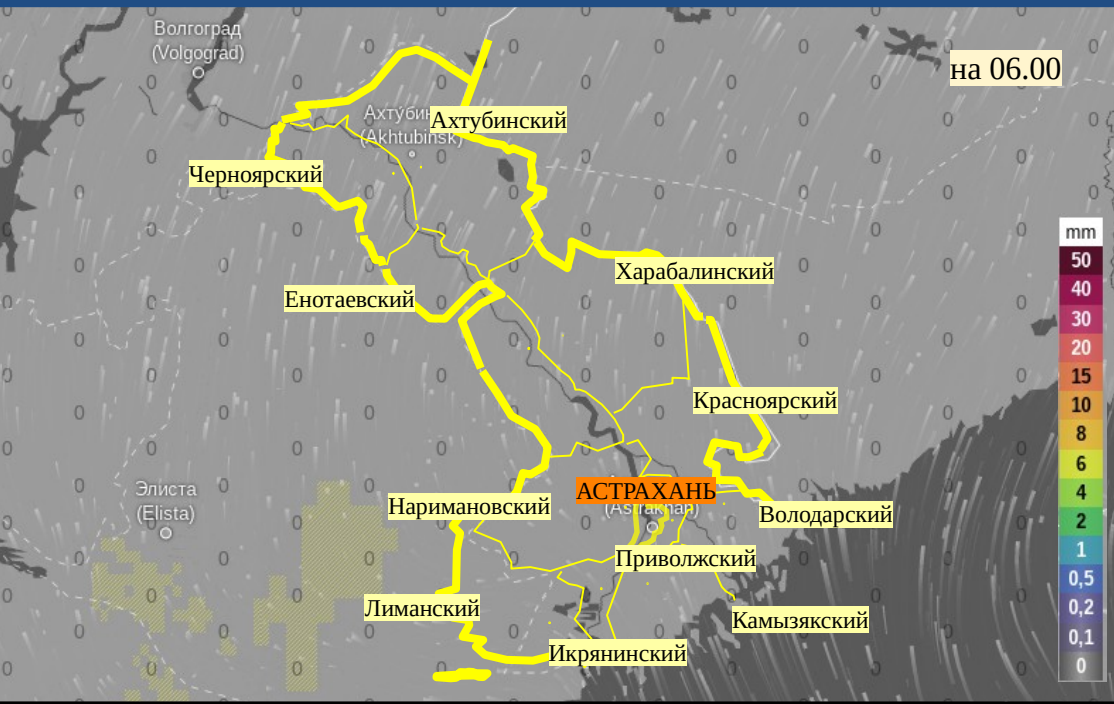 Волгоград
(Volgograd)
на 06.00
Ахтубинский
(Akhtubinsk)
Черноярский
Харабалинский
Енотаевский
mm
50
40
30
20
15
10
8
6
4
2
1
0,5
0,2
0,1
0
Красноярский
Элиста
(Elista)
АСТРАХАНЬ
(Astrakhan)
Наримановский
Володарский
Приволжский
Лиманский
Камызякский
Икрянинский